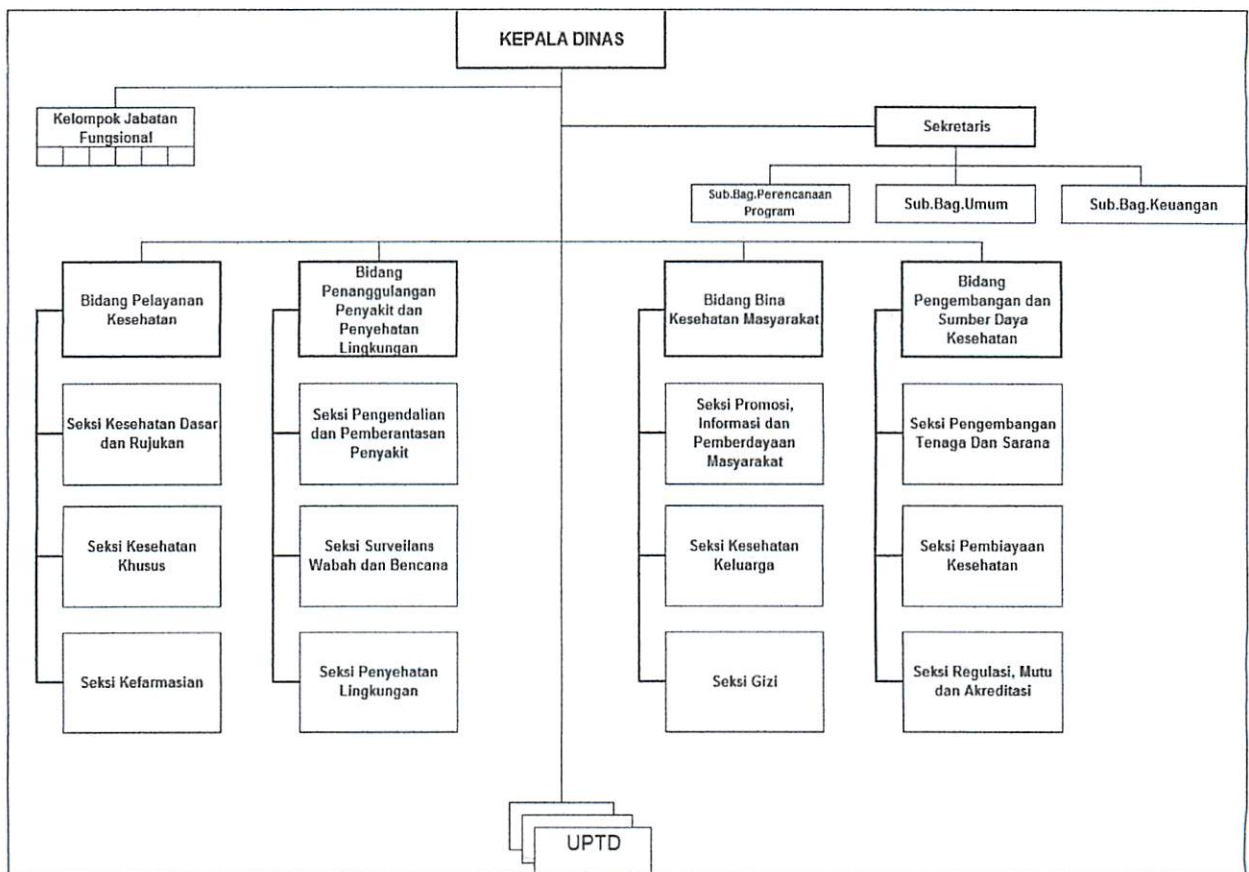 KEPALA DINAS
Kelompok Jabatan
Fungsional
Sekretaris
Sub.Bag.Perencanaan
Program
Sub.Bag.Umum
Sub.Bag.Keuangan
Bidang Pelayanan
Kesehatan
Bidang
Penanggulangan
Penyakit dan
Penyehatan
Lingkungan
Bidang Bina
Kesehatan Masyarakat
Bidang
Pengembangan dan
Sumber Daya
Kesehatan
Seksi Kesehatan Dasar
dan Rujukan
Seksi Pengendalian
dan Pemberantasan
Penyakit
Seksi Promosi,
Informasi dan
Pemberdayaan
Masyarakat
Seksi Pengembangan
Tenaga Dan Sarana
Seksi Kesehatan
Khusus
Seksi Surveilans
Wabah dan Bencana
Seksi Kesehatan
Keluarga
Seksi Pembiayaan
Kesehatan
Seksi Kefarmasian
Seksi Penyehatan
Lingkungan
Seksi Gizi
Seksi Regulasi, Mutu
dan Akreditasi
UPTD